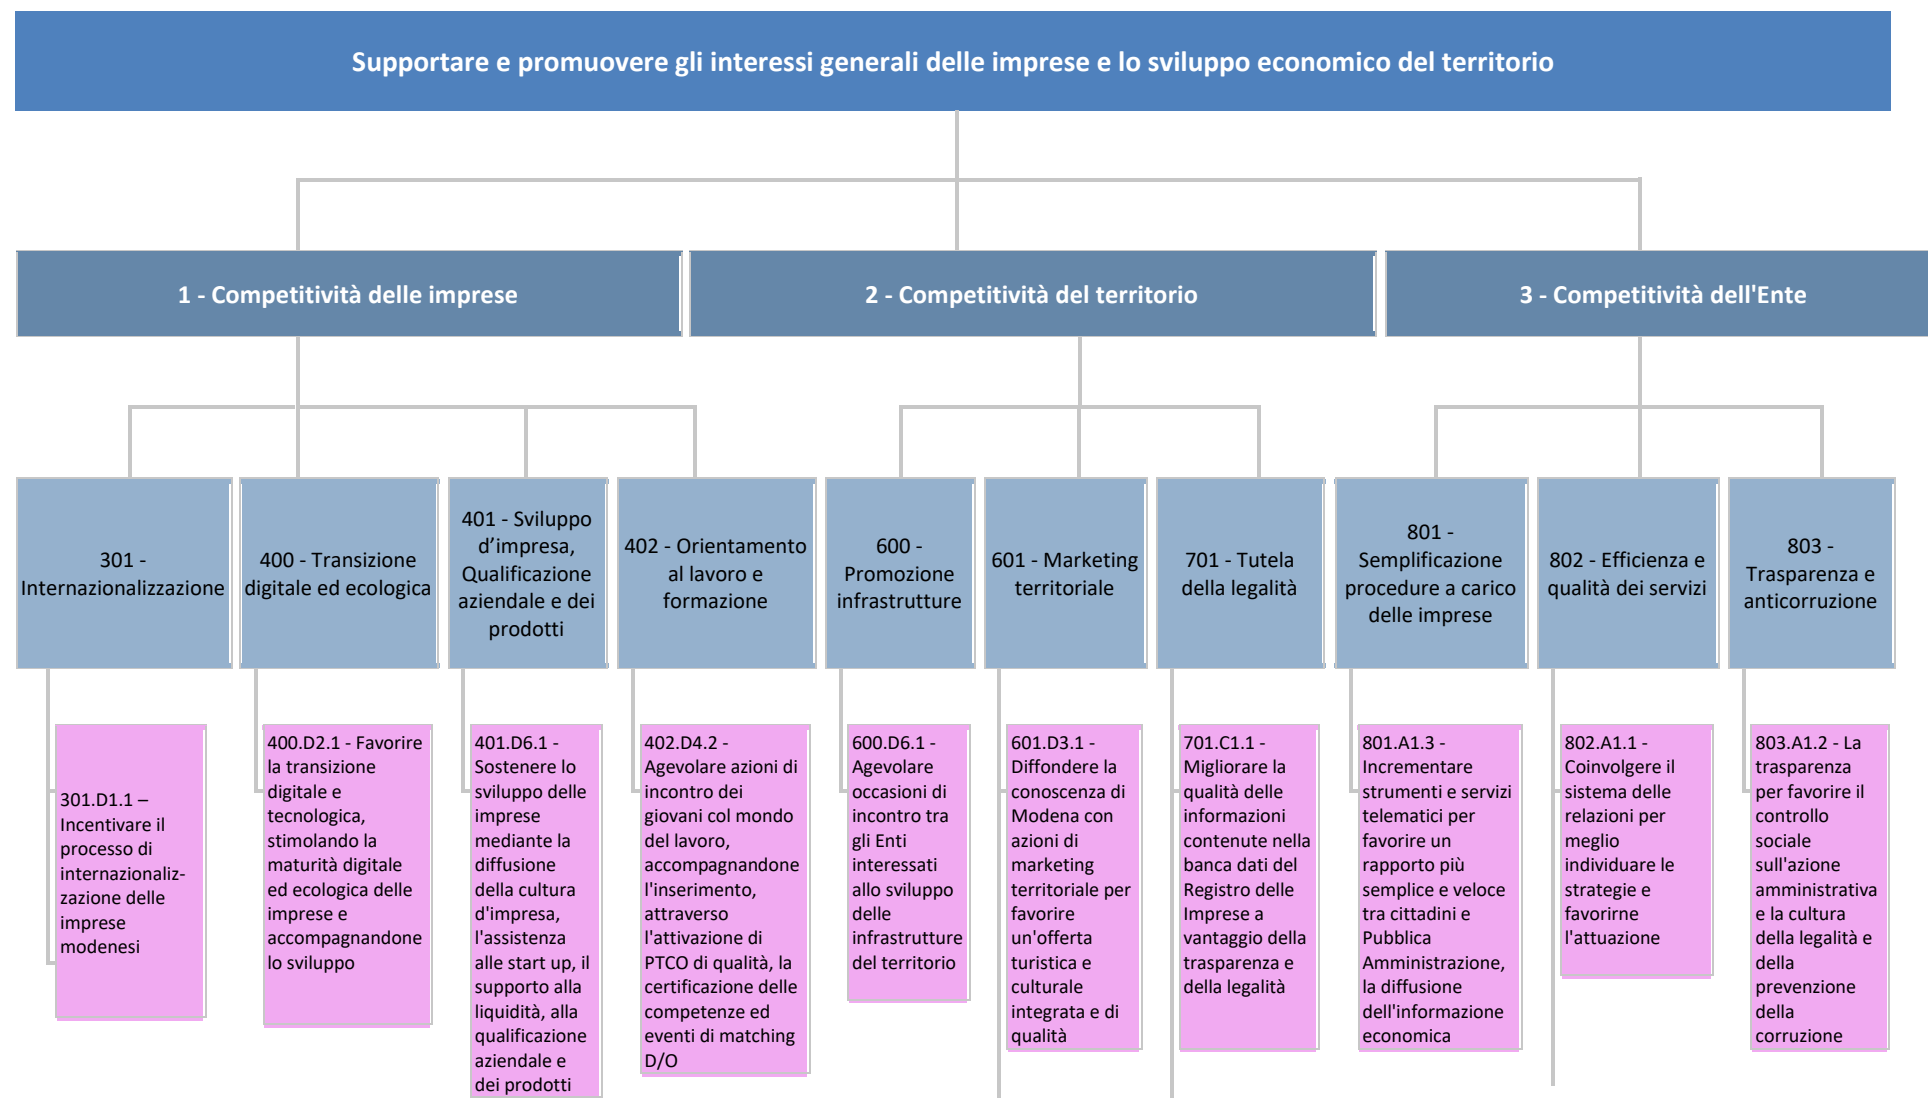 Supportare e promuovere gli interessi generali delle imprese e lo sviluppo economico del territorio
1 - Competitività delle imprese
2 - Competitività del territorio
3 - Competitività dell'Ente
301 -
Internazionalizzazione
400 - Transizione
digitale ed ecologica
401 - Sviluppo
d’impresa,
Qualificazione
aziendale e dei
prodotti
402 - Orientamento
al lavoro e
formazione
600 -
Promozione
infrastrutture
601 - Marketing
territoriale
701 - Tutela
della legalità
801 -
Semplificazione
procedure a carico
delle imprese
802 - Efficienza e
qualità dei servizi
803 -
Trasparenza e
anticorruzione
301.D1.1 –
Incentivare il
processo di
internazionaliz-
zazione delle
imprese
modenesi
400.D2.1 - Favorire
la transizione
digitale e
tecnologica,
stimolando la
maturità digitale
ed ecologica delle
imprese e
accompagnandone
lo sviluppo
401.D6.1 -
Sostenere lo
sviluppo delle
imprese
mediante la
diffusione
della cultura
d'impresa,
l'assistenza
alle start up, il
supporto alla
liquidità, alla
qualificazione
aziendale e
dei prodotti
402.D4.2 -
Agevolare azioni di
incontro dei
giovani col mondo
del lavoro,
accompagnandone
l'inserimento,
attraverso
l'attivazione di
PTCO di qualità, la
certificazione delle
competenze ed
eventi di matching
D/O
600.D6.1 -
Agevolare
occasioni di
incontro tra
gli Enti
interessati
allo sviluppo
delle
infrastrutture
del territorio
601.D3.1 -
Diffondere la
conoscenza di
Modena con
azioni di
marketing
territoriale per
favorire
un'offerta
turistica e
culturale
integrata e di
qualità
701.C1.1 -
Migliorare la
qualità delle
informazioni
contenute nella
banca dati del
Registro delle
Imprese a
vantaggio della
trasparenza e
della legalità
801.A1.3 -
Incrementare
strumenti e servizi
telematici per
favorire un
rapporto più
semplice e veloce
tra cittadini e
Pubblica
Amministrazione,
la diffusione
dell'informazione
economica
802.A1.1 -
Coinvolgere il
sistema delle
relazioni per
meglio
individuare le
strategie e
favorirne
l'attuazione
803.A1.2 - La
trasparenza
per favorire il
controllo
sociale
sull'azione
amministrativa
e la cultura
della legalità e
della
prevenzione
della
corruzione